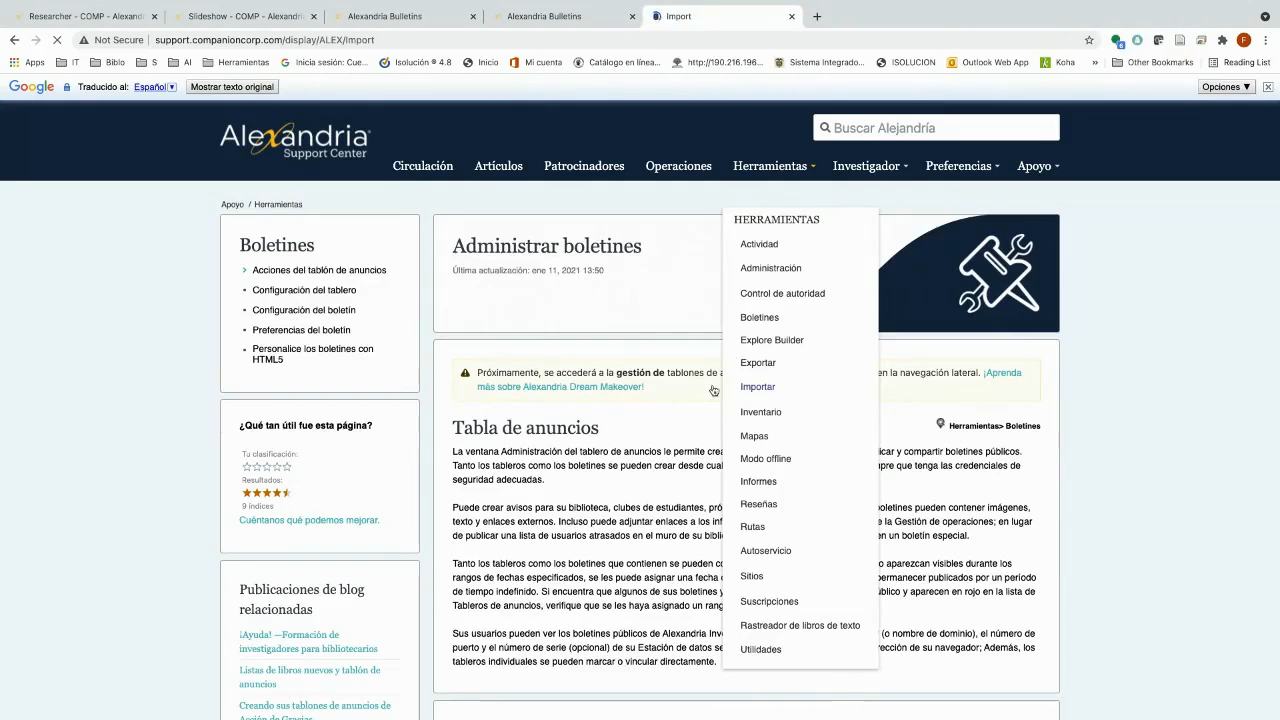 Researcher - COMP - Alexand
Slideshow - COMP - Alexandri
Alexandria Bulletins
Alexandria Bulletins
Import
Not Secure
support.companioncorp.com/display/ALEX/Import
F
Apps
IT
Biblo
S
AI
Herramientas
Inicia sesión: Cue...
Isolución ® 4.8
Inicio
Mi cuenta
Catálogo en línea...
http://190.216.196...
Sistema Integrado...
ISOLUCION
Outlook Web App
Koha
»
Other Bookmarks
Reading List
Google
Traducido al:
Español
Mostrar texto original
Opciones ▼
Alexandria
Support Center
Buscar Alejandría
Circulación
Artículos
Patrocinadores
Operaciones
Herramientas
Investigador
Preferencias
Apoyo
Apoyo / Herramientas
Boletines
Acciones del tablón de anuncios
Configuración del tablero
Configuración del boletín
Preferencias del boletín
Personalice los boletines con
HTML5
¿Qué tan útil fue esta página?
Tu clasificación:
Resultados:
9 índices
Cuéntanos qué podemos mejorar.
Publicaciones de blog
relacionadas
¡Ayuda! —Formación de
investigadores para bibliotecarios
Listas de libros nuevos y tablón de
anuncios
Creando sus tablones de anuncios de
Acción de Gracias
Administrar boletines
Última actualización: ene 11, 2021 13:50
Próximamente, se accederá a la gestión de tablones de a
en la navegación lateral. ¡Aprenda
más sobre Alexandria Dream Makeover!
Tabla de anuncios
Herramientas> Boletines
La ventana Administración del tablero de anuncios le permite crea
licar y compartir boletines públicos.
Tanto los tableros como los boletines se pueden crear desde cual
mpre que tenga las credenciales de
seguridad adecuadas.
Puede crear avisos para su biblioteca, clubes de estudiantes, pró
boletines pueden contener imágenes,
texto y enlaces externos. Incluso puede adjuntar enlaces a los inf
e la Gestión de operaciones; en lugar
de publicar una lista de usuarios atrasados en el muro de su bibli
en un boletín especial.
Tanto los tableros como los boletines que contienen se pueden co
aparezcan visibles durante los
rangos de fechas especificados, se les puede asignar una fecha
permanecer publicados por un período
de tiempo indefinido. Si encuentra que algunos de sus boletines y
público y aparecen en rojo en la lista de
Tableros de anuncios, verifique que se les haya asignado un rang
Sus usuarios pueden ver los boletines públicos de Alexandria Inve
(o nombre de dominio), el número de
puerto y el número de serie (opcional) de su Estación de datos se
rección de su navegador; Además, los
tableros individuales se pueden marcar o vincular directamente.
HERRAMIENTAS
Actividad
Administración
Control de autoridad
Boletines
Explore Builder
Exportar
Importar
Inventario
Mapas
Modo offline
Informes
Reseñas
Rutas
Autoservicio
Sitios
Suscripciones
Rastreador de libros de texto
Utilidades